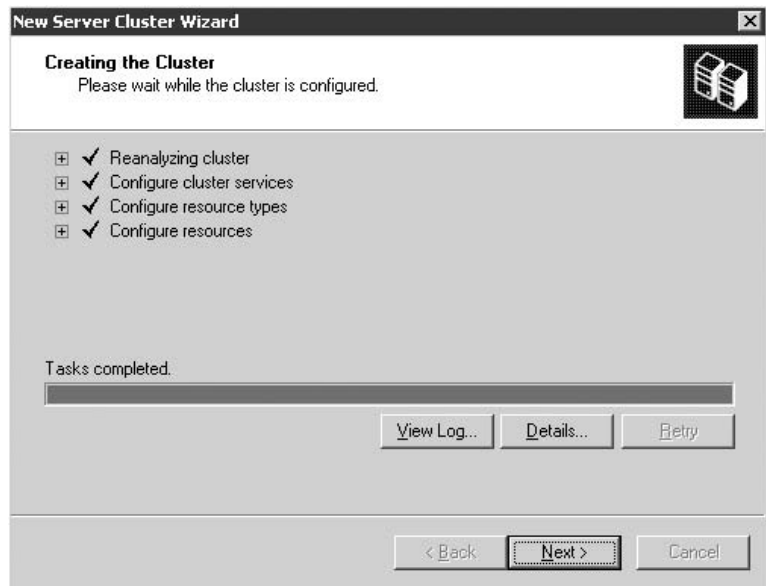 New Server Cluster Wizard
Creating the Cluster
Please wait while the cluster is configured.
Reanalyzing cluster
Configure cluster services
Configure resource types
Configure resources
Tasks completed.
View Log... Details... Retry
< Back Next > Cancel